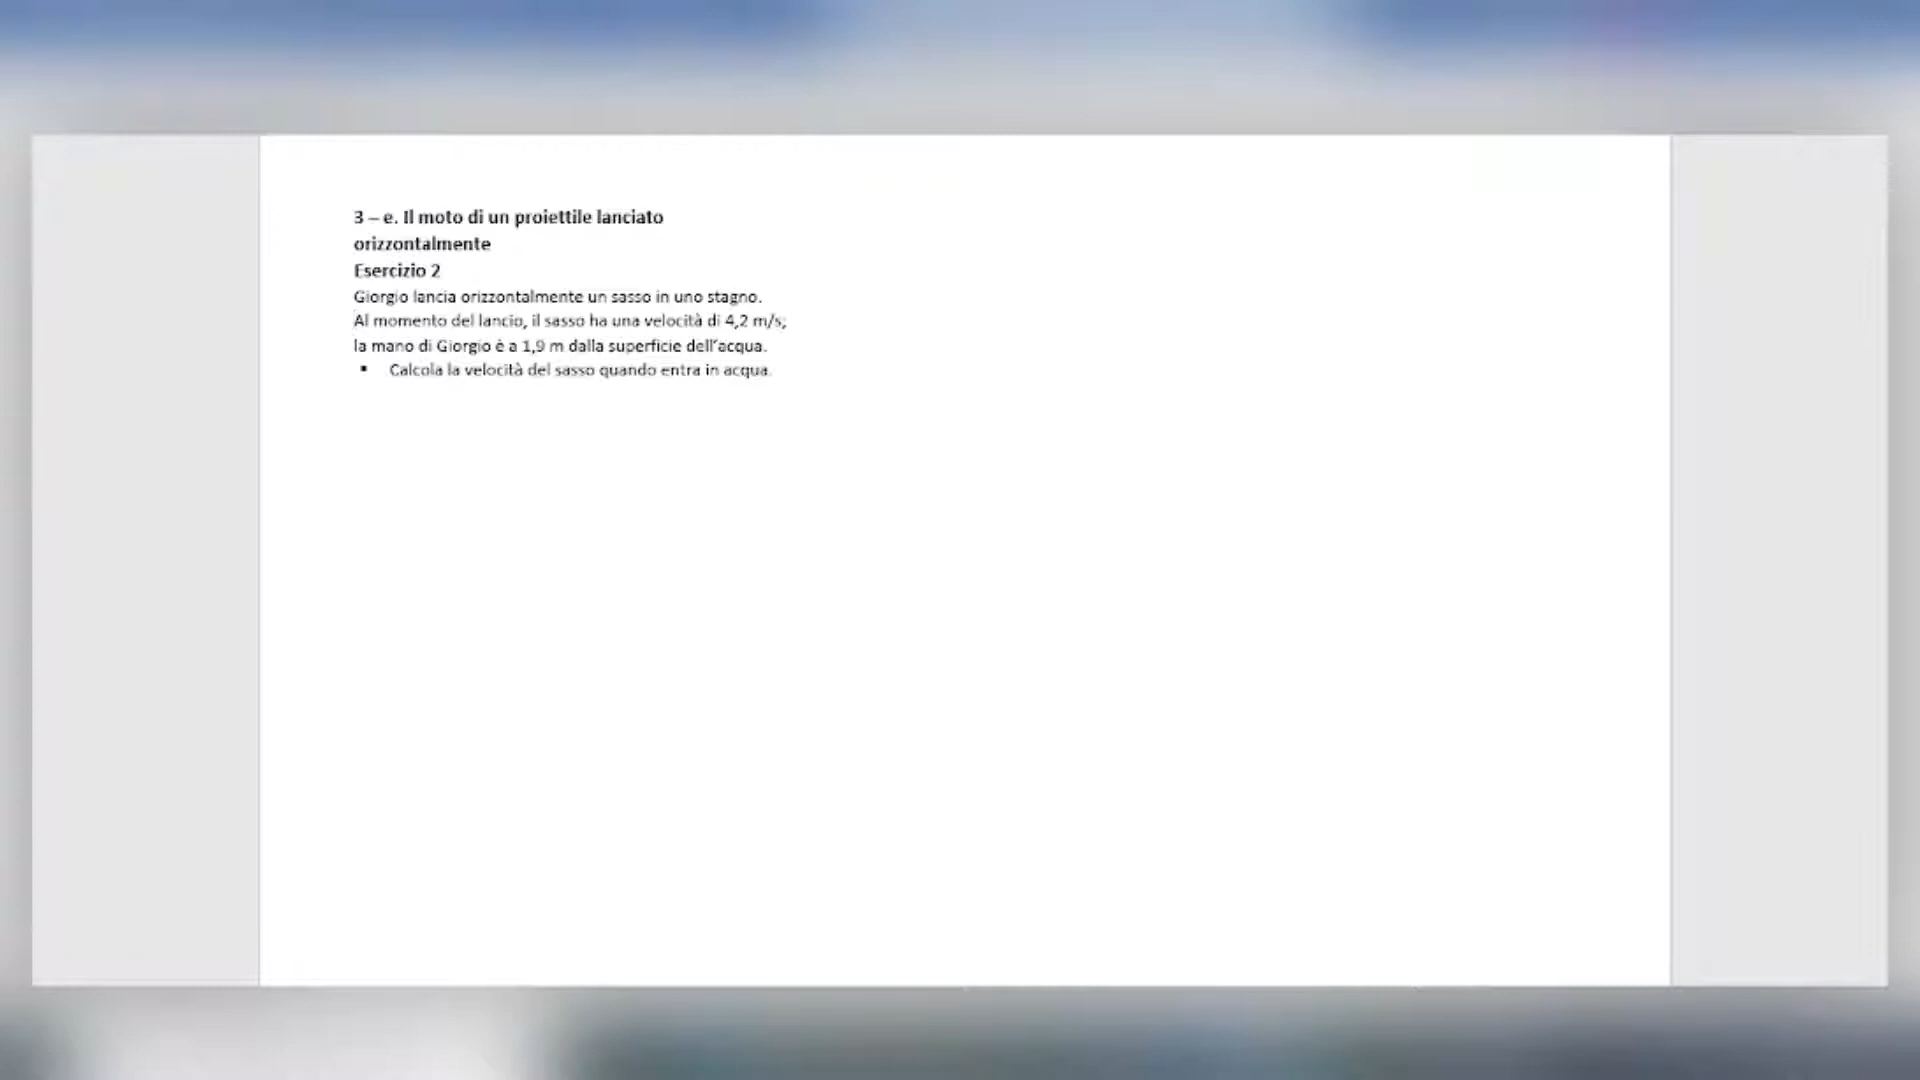 3 – e. Il moto di un proiettile lanciato
orizzontalmente
Esercizio 2
Giorgio lancia orizzontalmente un sasso in uno stagno.
Al momento del lancio, il sasso ha una velocità di 4,2 m/s;
la mano di Giorgio è a 1,9 m dalla superficie dell'acqua.
▪ Calcola la velocità del sasso quando entra in acqua.